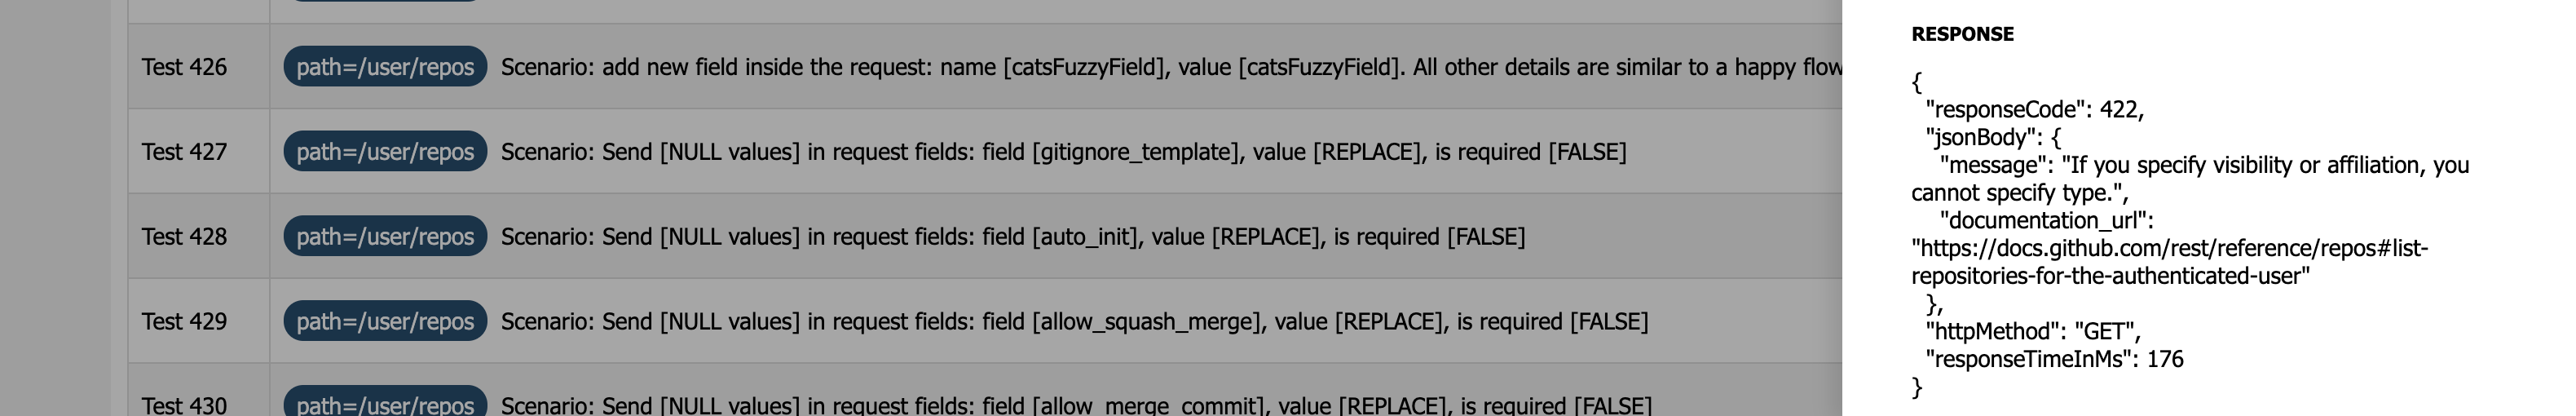 Test 426 path=/user/repos Scenario: add new field inside the request: name [catsFuzzyField], value [catsFuzzyField]. All other details are similar to a happy flow
Test 427 path=/user/repos Scenario: Send [NULL values] in request fields: field [gitignore_template], value [REPLACE], is required [FALSE]
Test 428 path=/user/repos Scenario: Send [NULL values] in request fields: field [auto_init], value [REPLACE], is required [FALSE]
Test 429 path=/user/repos Scenario: Send [NULL values] in request fields: field [allow_squash_merge], value [REPLACE], is required [FALSE]
Test 430 path=/user/repos Scenario: Send [NULL values] in request fields: field [allow_merge_commit], value [REPLACE], is required [FALSE]
RESPONSE
{
"responseCode": 422,
"jsonBody": {
"message": "If you specify visibility or affiliation, you
cannot specify type.",
"documentation_url":
"https://docs.github.com/rest/reference/repos#list-
repositories-for-the-authenticated-user"
},
"httpMethod": "GET",
"responseTimeInMs": 176
}